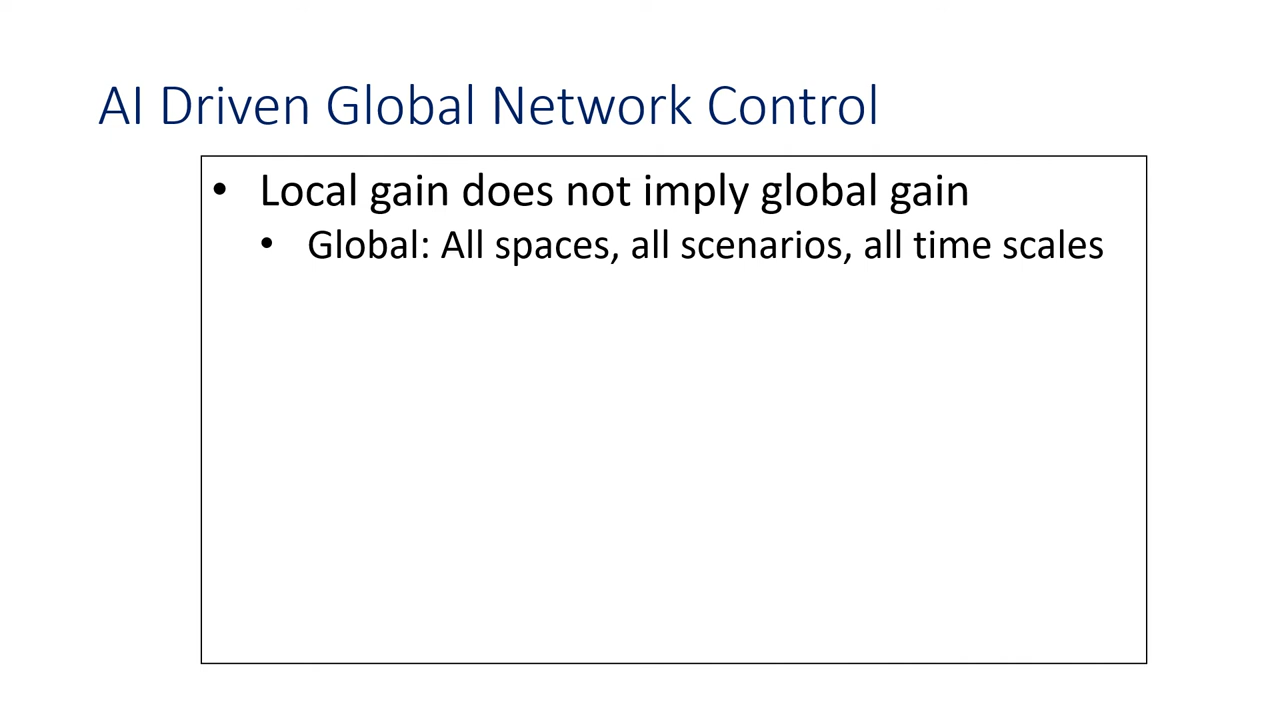 AI Driven Global Network Control
• Local gain does not imply global gain
• Global: All spaces, all scenarios, all time scales